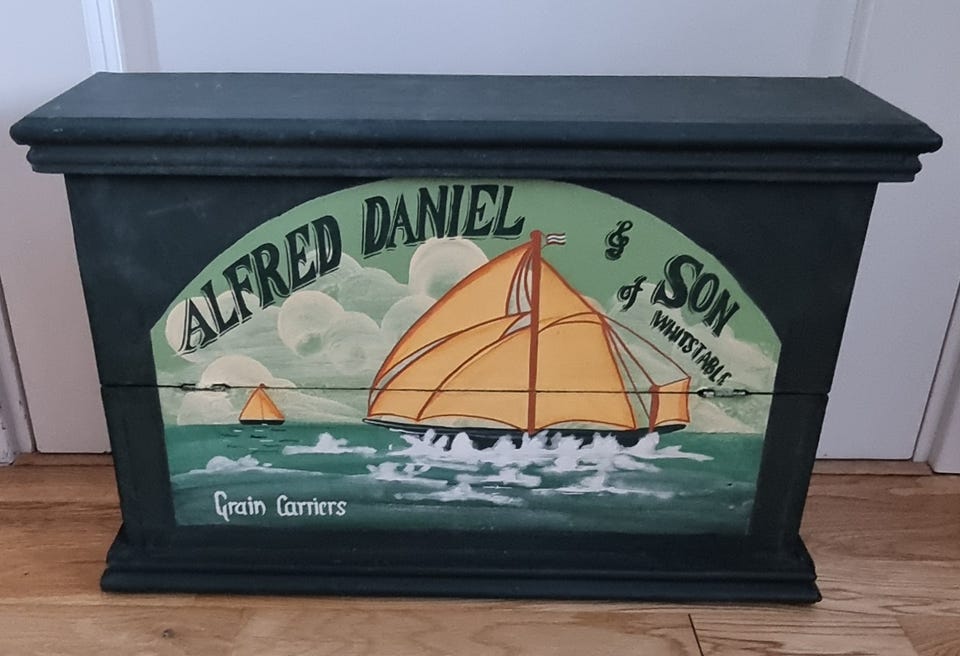 ALFRED DANIEL
& SON
of WHITSTABLE
Grain Carriers